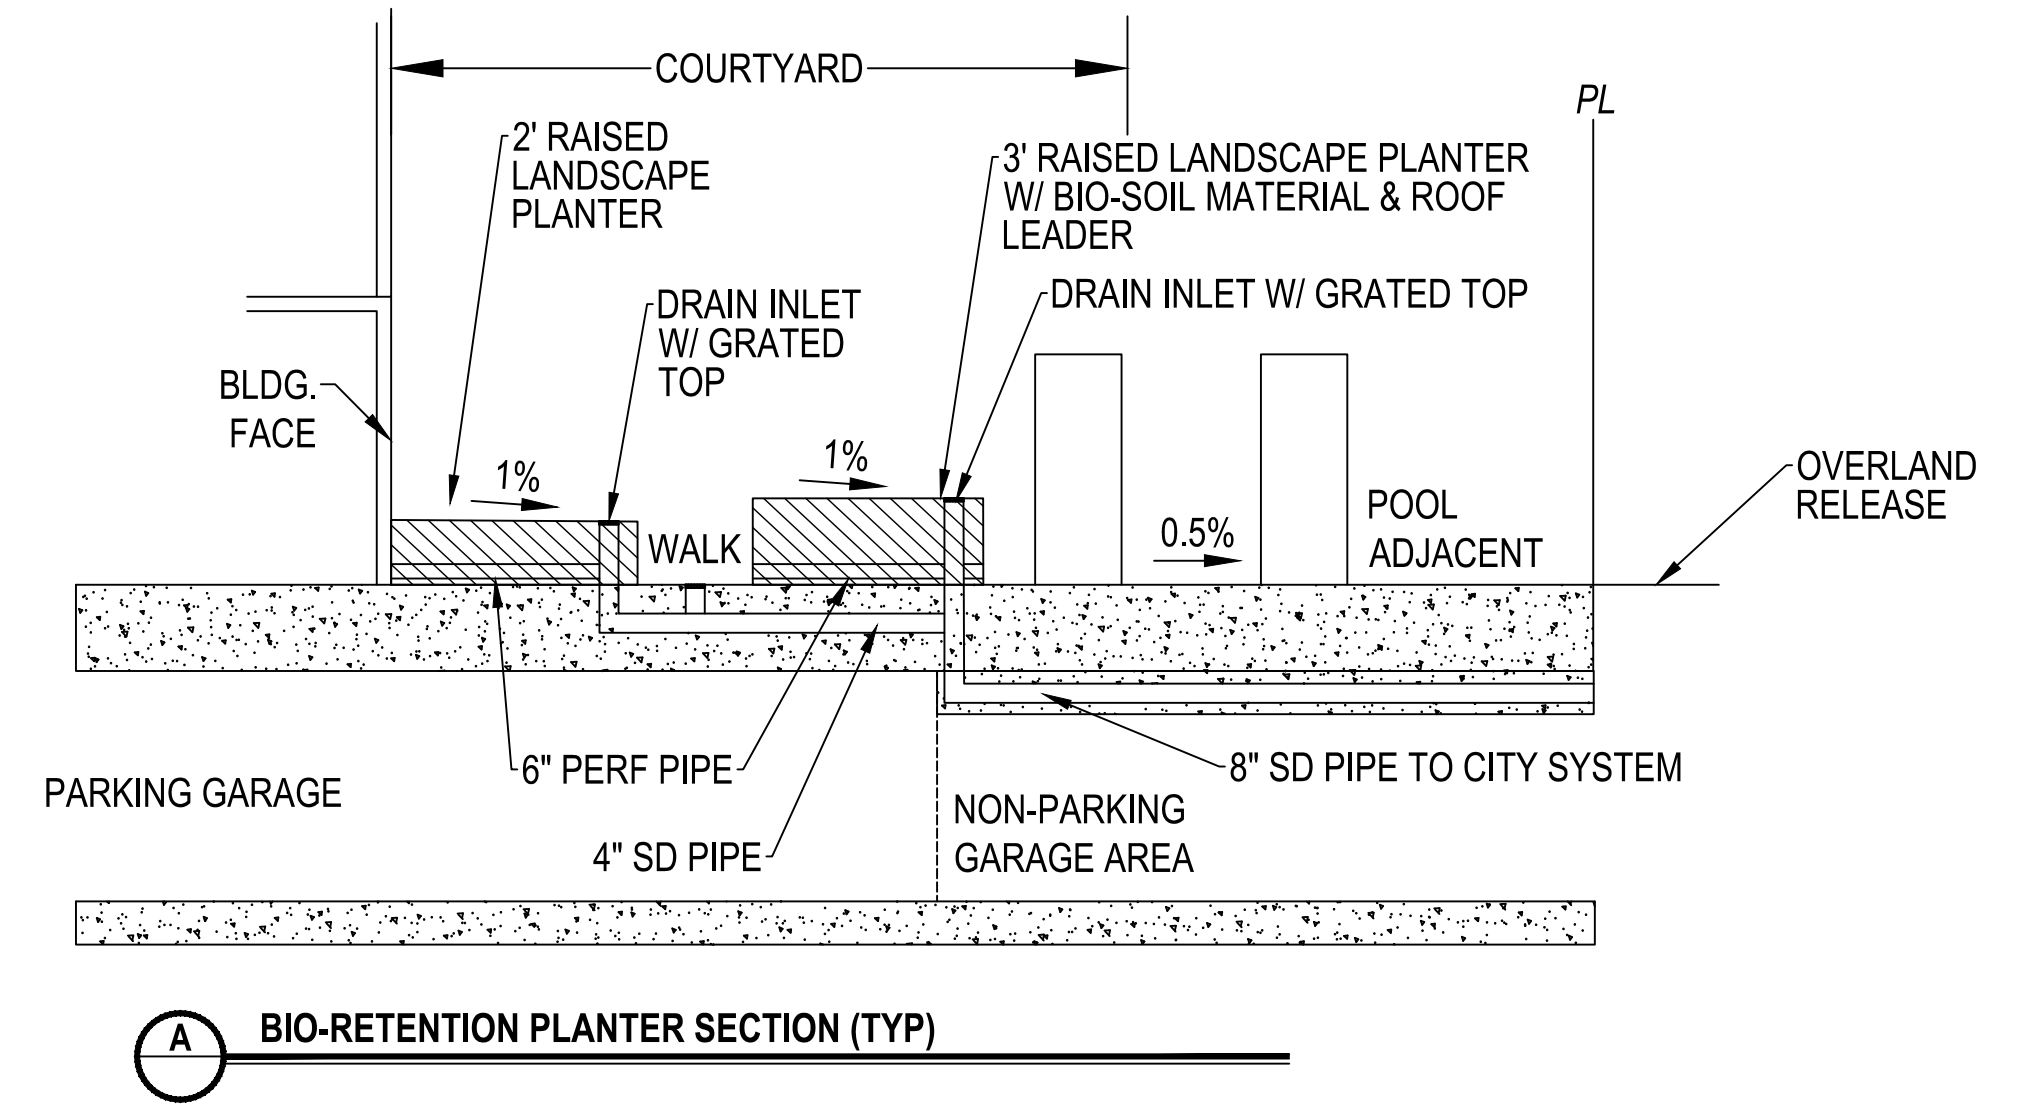 COURTYARD
PL
2' RAISED
LANDSCAPE
PLANTER
3' RAISED LANDSCAPE PLANTER
W/ BIO-SOIL MATERIAL & ROOF
LEADER
DRAIN INLET
W/ GRATED
TOP
DRAIN INLET W/ GRATED TOP
BLDG.
FACE
1%
1%
OVERLAND
RELEASE
WALK
0.5%
POOL
ADJACENT
6" PERF PIPE
8" SD PIPE TO CITY SYSTEM
PARKING GARAGE
NON-PARKING
GARAGE AREA
4" SD PIPE
A
BIO-RETENTION PLANTER SECTION (TYP)